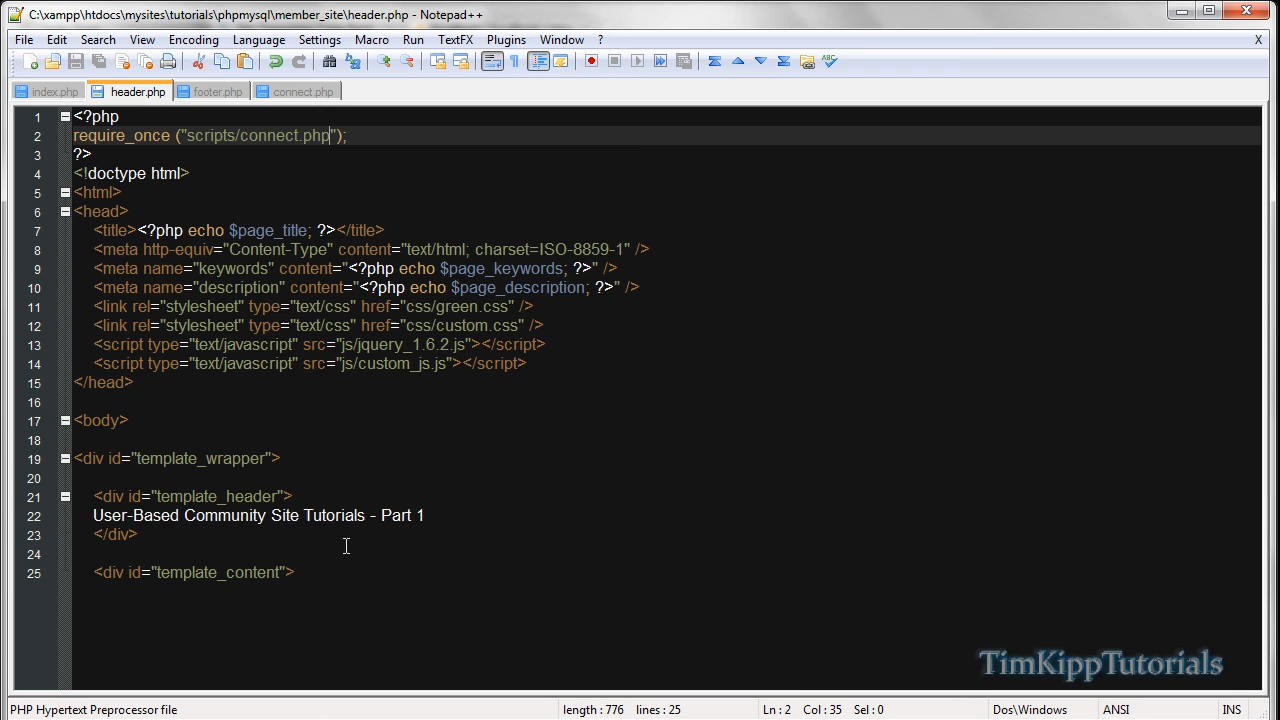 C:\xampp\htdocs\mysites\tutorials\phpmysql\member_site\header.php - Notepad++
File Edit Search View Encoding Language Settings Macro Run TextFX Plugins Window ? X
index.php header.php footer.php connect.php
1 <?php
2 require_once ("scripts/connect.php");
3 ?>
4 <!doctype html>
5 <html>
6 <head>
7 <title><?php echo $page_title; ?></title>
8 <meta http-equiv="Content-Type" content="text/html; charset=ISO-8859-1" />
9 <meta name="keywords" content="<?php echo $page_keywords; ?>" />
10 <meta name="description" content="<?php echo $page_description; ?>" />
11 <link rel="stylesheet" type="text/css" href="css/green.css" />
12 <link rel="stylesheet" type="text/css" href="css/custom.css" />
13 <script type="text/javascript" src="js/jquery_1.6.2.js"></script>
14 <script type="text/javascript" src="js/custom_js.js"></script>
15 </head>
16
17 <body>
18
19 <div id="template_wrapper">
20
21 <div id="template_header">
22 User-Based Community Site Tutorials - Part 1
23 </div>
24
25 <div id="template_content">
TimKippTutorials
PHP Hypertext Preprocessor file length : 776 lines : 25 Ln : 2 Col : 35 Sel : 0 Dos\Windows ANSI INS